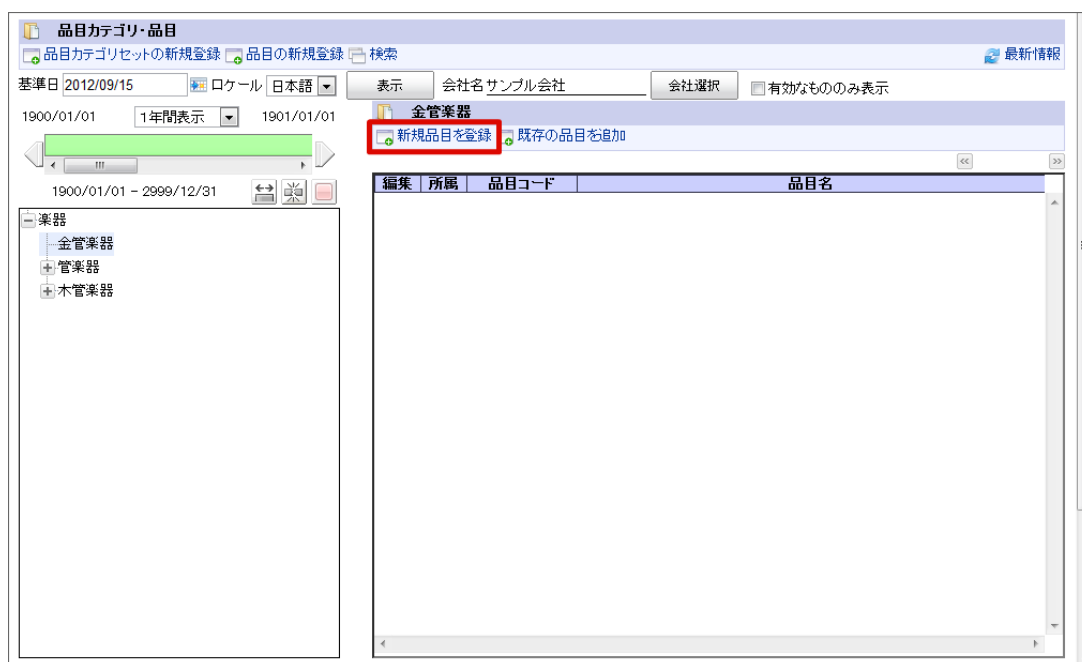 品目カテゴリ・品目
品目カテゴリセットの新規登録 品目の新規登録 検索 最新情報
基準日 2012/09/15 ロケール 日本語 表示 会社名 サンプル会社 会社選択 有効なもののみ表示
1900/01/01 1年間表示 1901/01/01
金管楽器
新規品目を登録 既存の品目を追加
<< >>
1900/01/01 - 2999/12/31
編集 所属 品目コード 品目名
楽器
金管楽器
管楽器
木管楽器